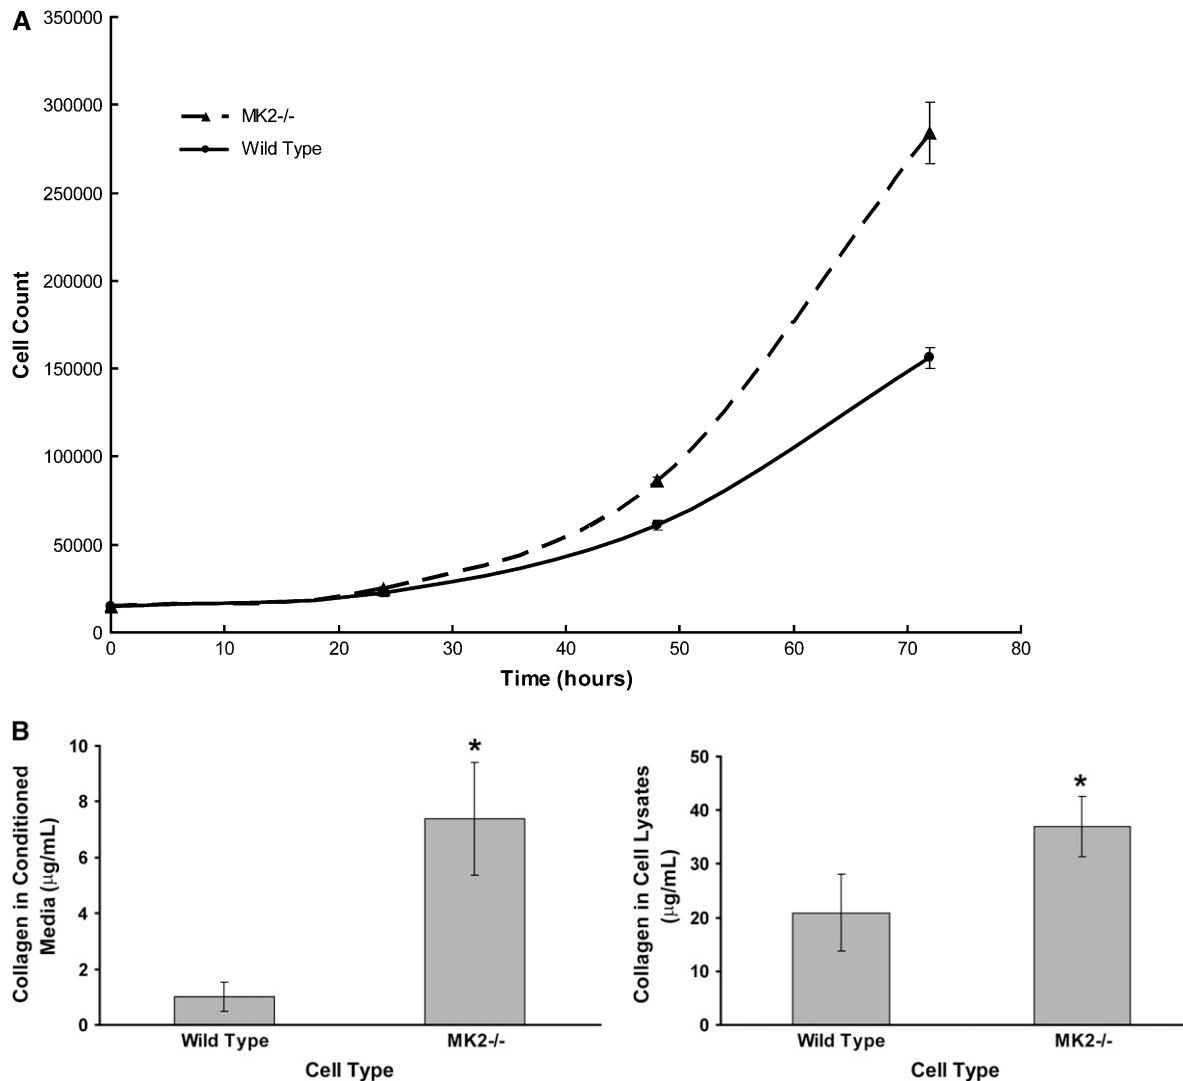 A
350000
300000
250000
200000
150000
100000
50000
0
Cell Count
MK2-/-
Wild Type
0 10 20 30 40 50 60 70 80
Time (hours)
B
10
8
6
4
2
0
Collagen in Conditioned
Media (µg/mL)
*
Wild Type MK2-/-
Cell Type
50
40
30
20
10
0
Collagen in Cell Lysates
(µg/mL)
*
Wild Type MK2-/-
Cell Type